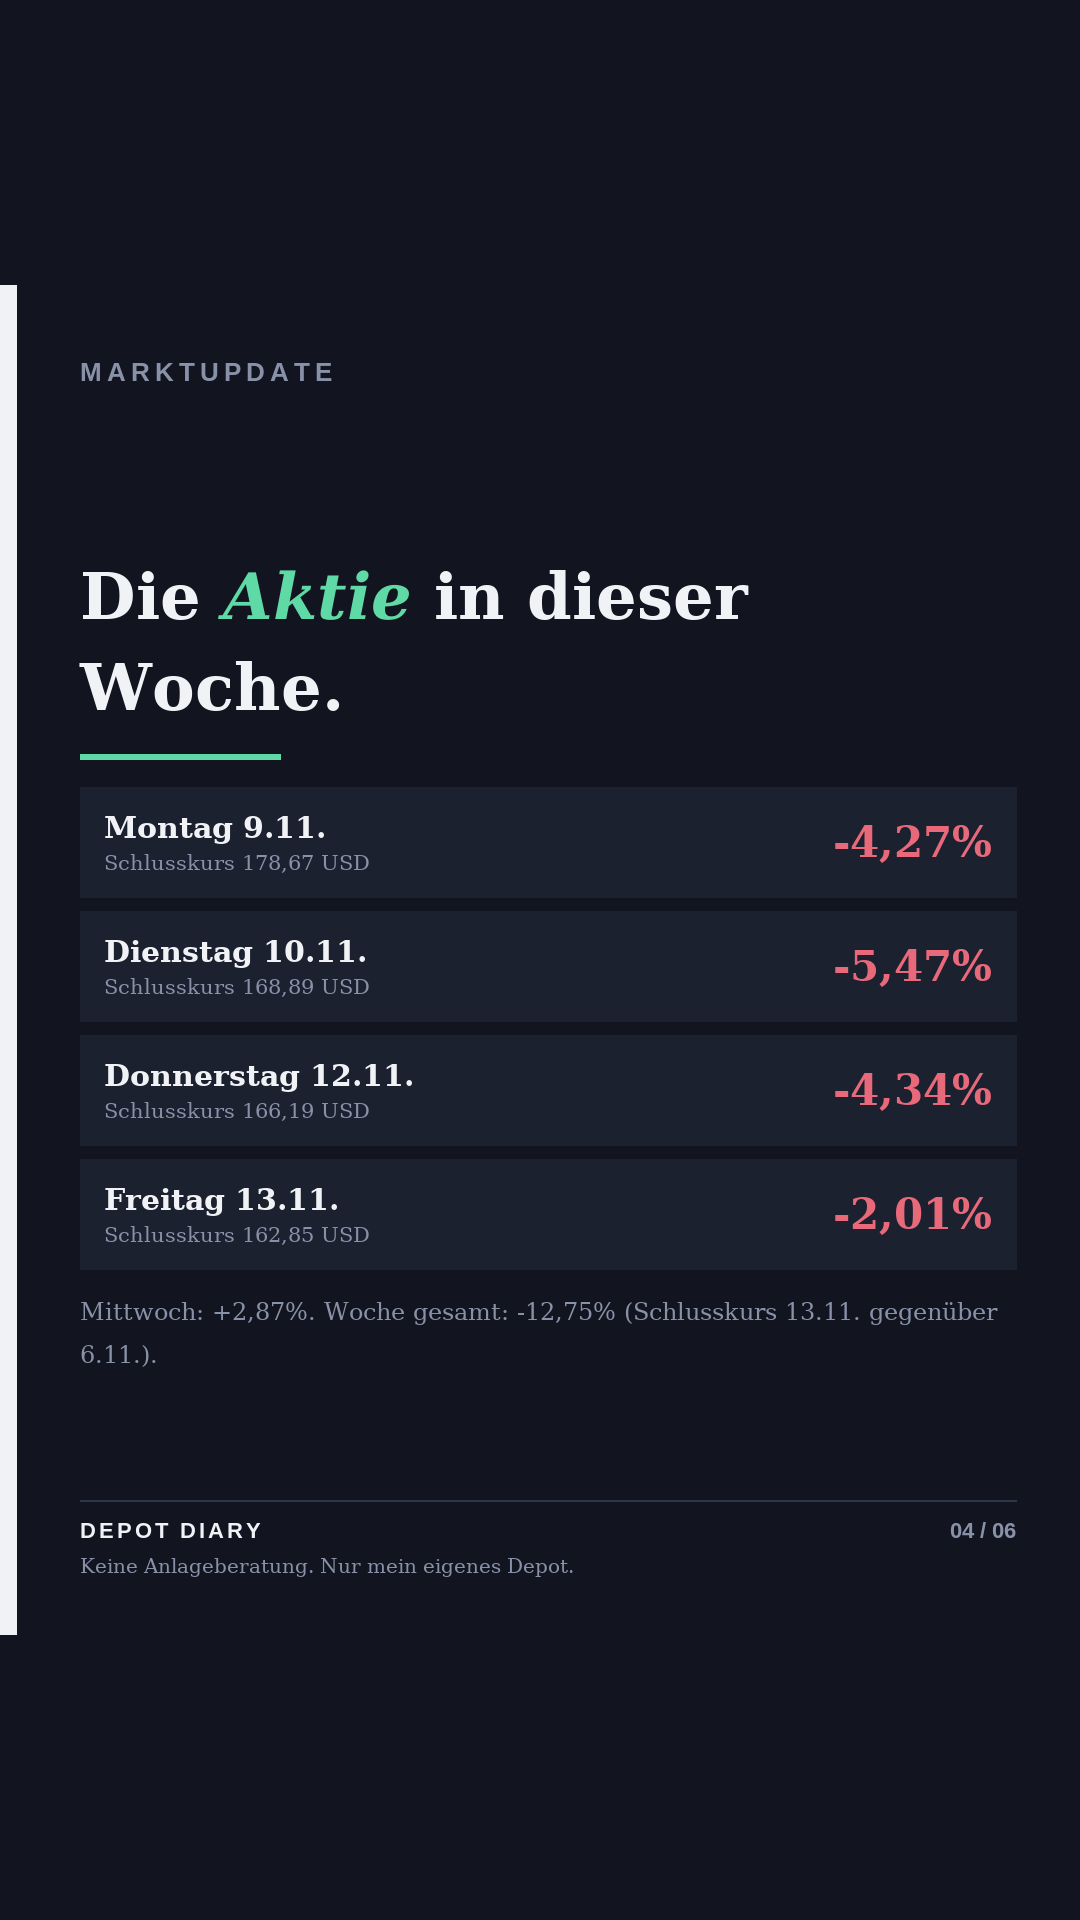 MARKTUPDATE
Die Aktie in dieser
Woche.
Montag 9.11.
Schlusskurs 178,67 USD
-4,27%
Dienstag 10.11.
Schlusskurs 168,89 USD
-5,47%
Donnerstag 12.11.
Schlusskurs 166,19 USD
-4,34%
Freitag 13.11.
Schlusskurs 162,85 USD
-2,01%
Mittwoch: +2,87%. Woche gesamt: -12,75% (Schlusskurs 13.11. gegenüber
6.11.).
DEPOT DIARY
04 / 06
Keine Anlageberatung. Nur mein eigenes Depot.